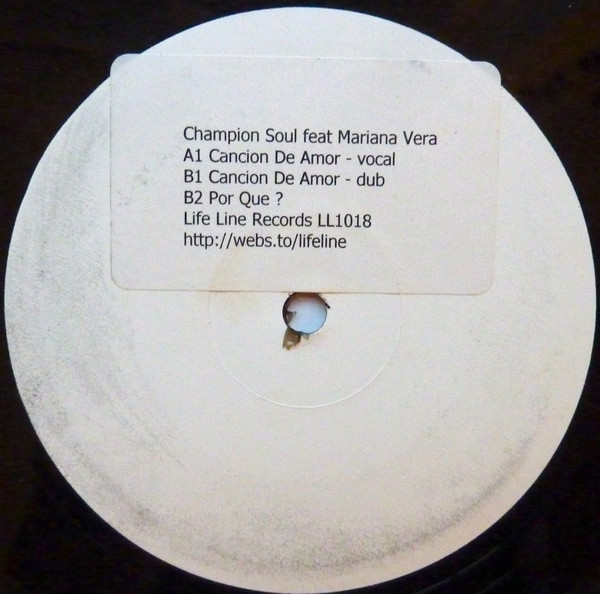 Champion Soul feat Mariana Vera
A1 Cancion De Amor - vocal
B1 Cancion De Amor - dub
B2 Por Que ?
Life Line Records LL1018
http://webs.to/lifeline